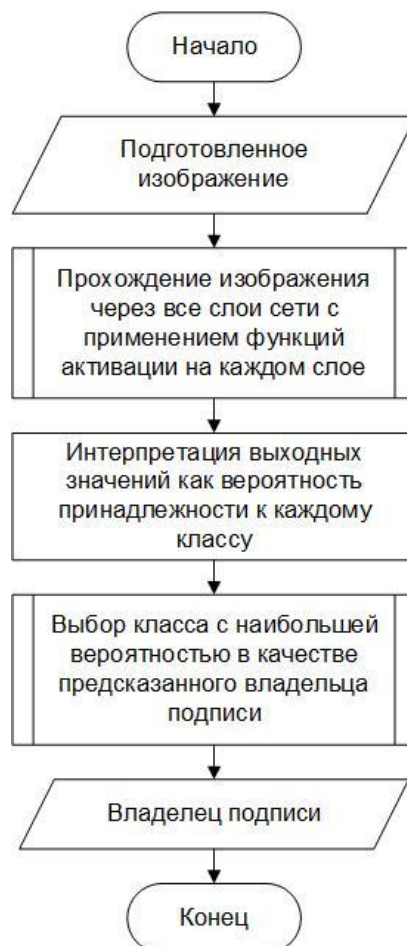 Начало
Подготовленное
изображение
Прохождение изображения
через все слои сети с
применением функций
активации на каждом слое
Интерпретация выходных
значений как вероятность
принадлежности к каждому
классу
Выбор класса с наибольшей
вероятностью в качестве
предсказанного владельца
подписи
Владелец подписи
Конец